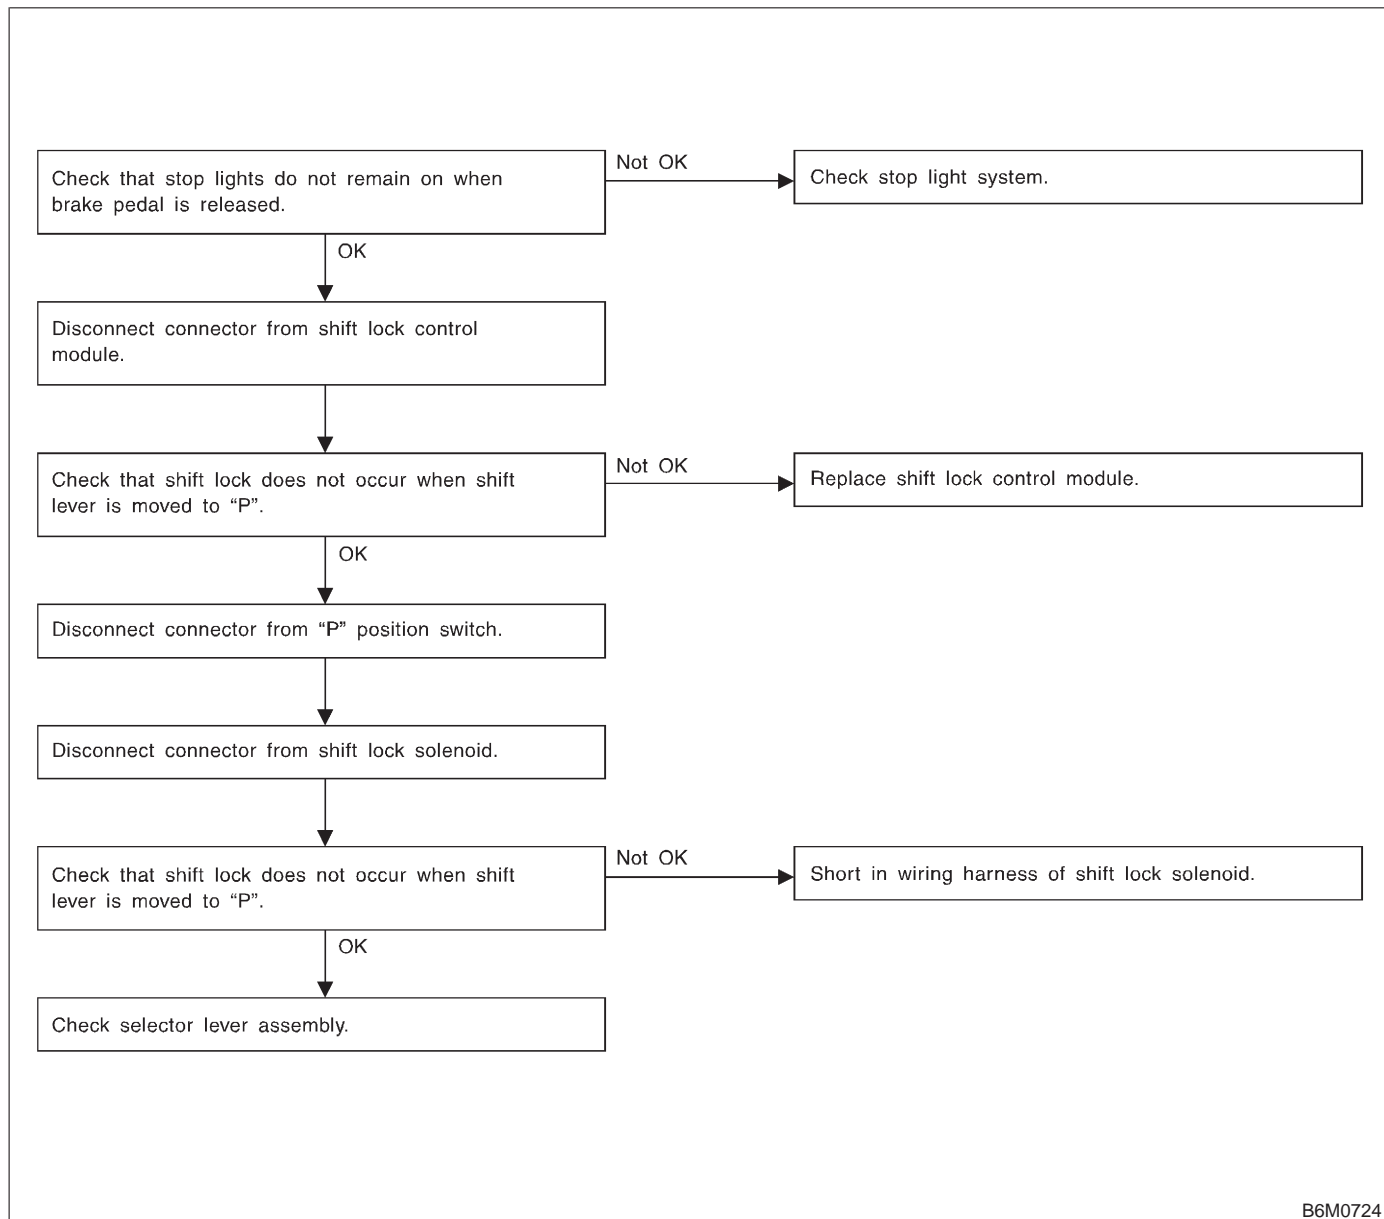 Check that stop lights do not remain on when
brake pedal is released.
Not OK
Check stop light system.
OK
Disconnect connector from shift lock control
module.
Check that shift lock does not occur when shift
lever is moved to “P”.
Not OK
Replace shift lock control module.
OK
Disconnect connector from “P” position switch.
Disconnect connector from shift lock solenoid.
Check that shift lock does not occur when shift
lever is moved to “P”.
Not OK
Short in wiring harness of shift lock solenoid.
OK
Check selector lever assembly.
B6M0724